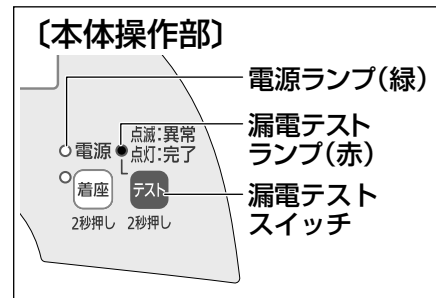 〔本体操作部〕
電源ランプ(緑)
漏電テスト
ランプ(赤)
漏電テスト
スイッチ
電源
点滅:異常
点灯:完了
着座
テスト
2秒押し
2秒押し